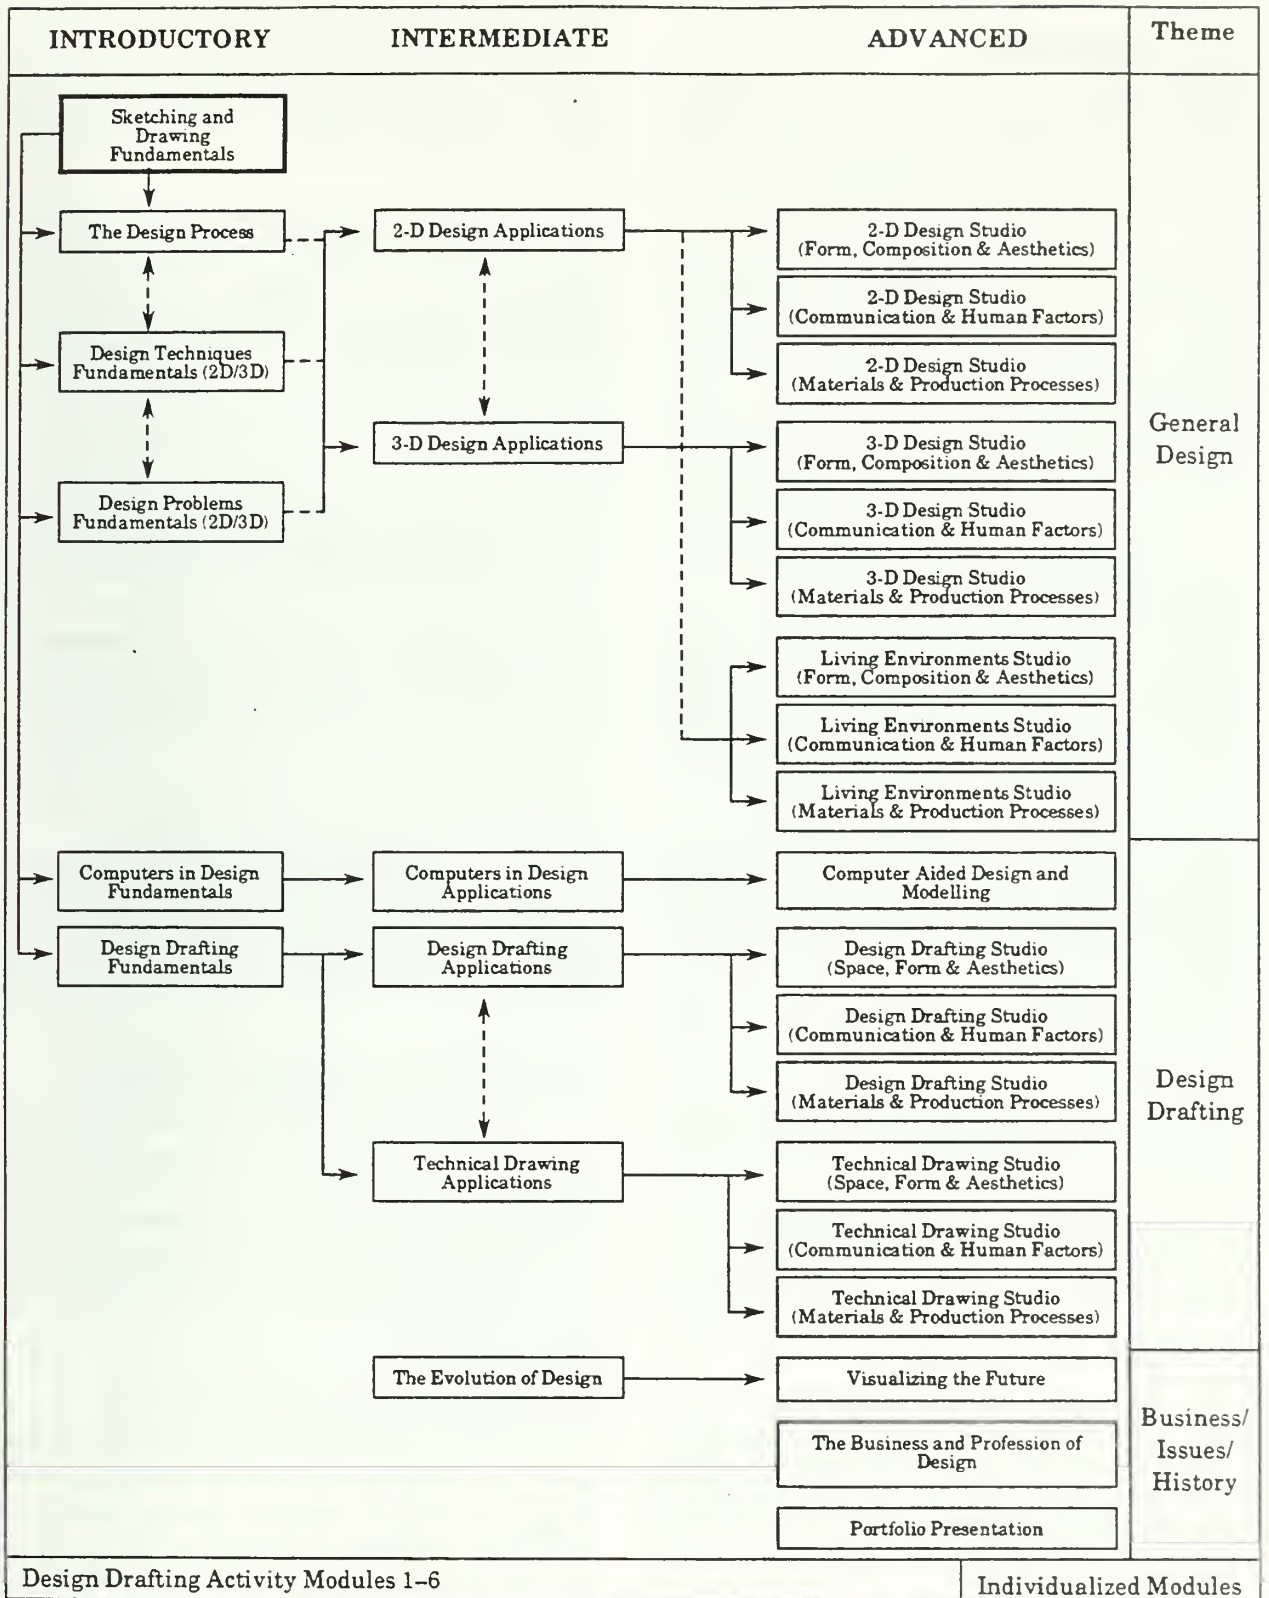 INTRODUCTORY
INTERMEDIATE
ADVANCED
Theme
Sketching and
Drawing
Fundamentals
The Design Process
2-D Design Applications
2-D Design Studio
(Form, Composition & Aesthetics)
2-D Design Studio
(Communication & Human Factors)
Design Techniques
Fundamentals (2D/3D)
2-D Design Studio
(Materials & Production Processes)
3-D Design Applications
3-D Design Studio
(Form, Composition & Aesthetics)
General
Design
Design Problems
Fundamentals (2D/3D)
3-D Design Studio
(Communication & Human Factors)
3-D Design Studio
(Materials & Production Processes)
Living Environments Studio
(Form, Composition & Aesthetics)
Living Environments Studio
(Communication & Human Factors)
Living Environments Studio
(Materials & Production Processes)
Computers in Design
Fundamentals
Computers in Design
Applications
Computer Aided Design and
Modelling
Design Drafting
Fundamentals
Design Drafting
Applications
Design Drafting Studio
(Space, Form & Aesthetics)
Design Drafting Studio
(Communication & Human Factors)
Design Drafting Studio
(Materials & Production Processes)
Design
Drafting
Technical Drawing
Applications
Technical Drawing Studio
(Space, Form & Aesthetics)
Technical Drawing Studio
(Communication & Human Factors)
Technical Drawing Studio
(Materials & Production Processes)
The Evolution of Design
Visualizing the Future
The Business and Profession of
Design
Business/
Issues/
History
Portfolio Presentation
Design Drafting Activity Modules 1–6
Individualized Modules